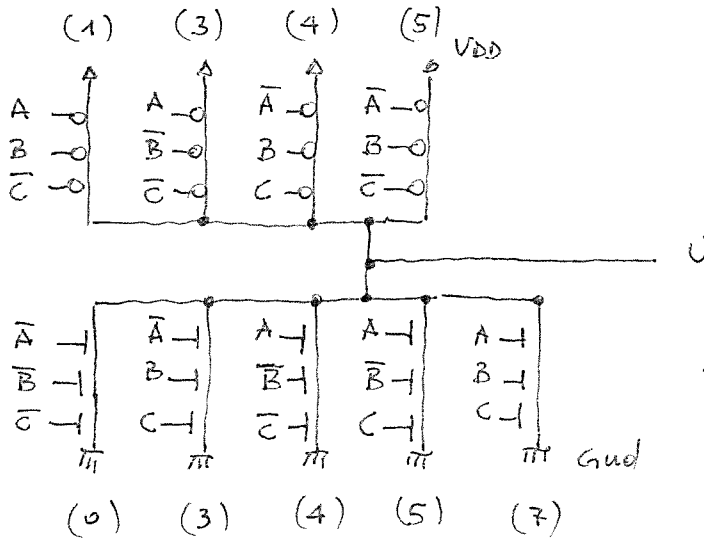 (1) (3) (4) (5)
VDD
A A A̅ A̅
B B̅ B B
C̅ C̅ C C̅
U
A̅ A̅ A A A
B̅ B B̅ B̅ B
C̅ C C̅ C C
Gnd
(0) (3) (4) (5) (7)